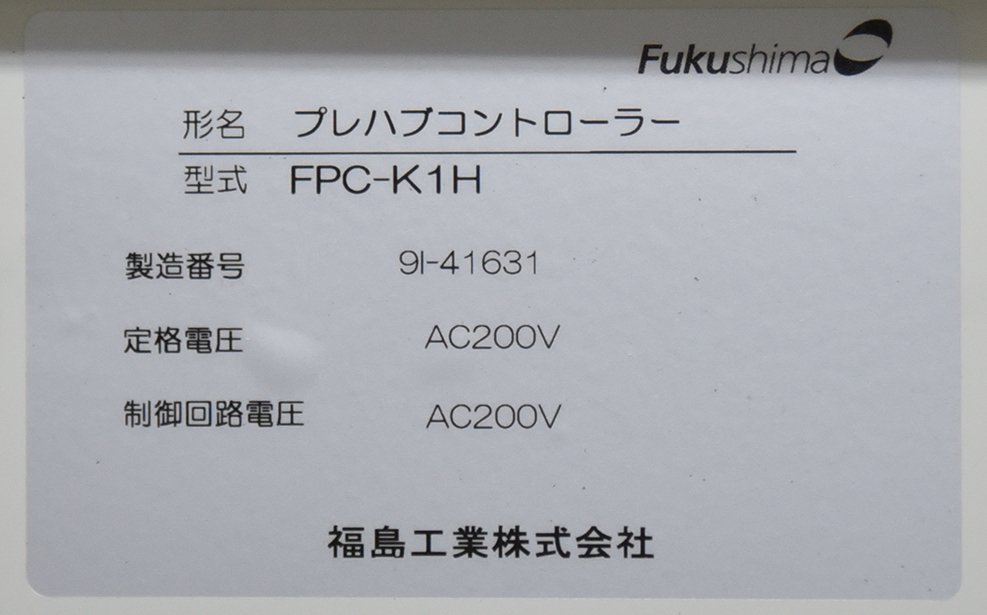 Fukushima
形名 プレハブコントローラー
型式 FPC-K1H
製造番号 9I-41631
定格電圧 AC200V
制御回路電圧 AC200V
福島工業株式会社